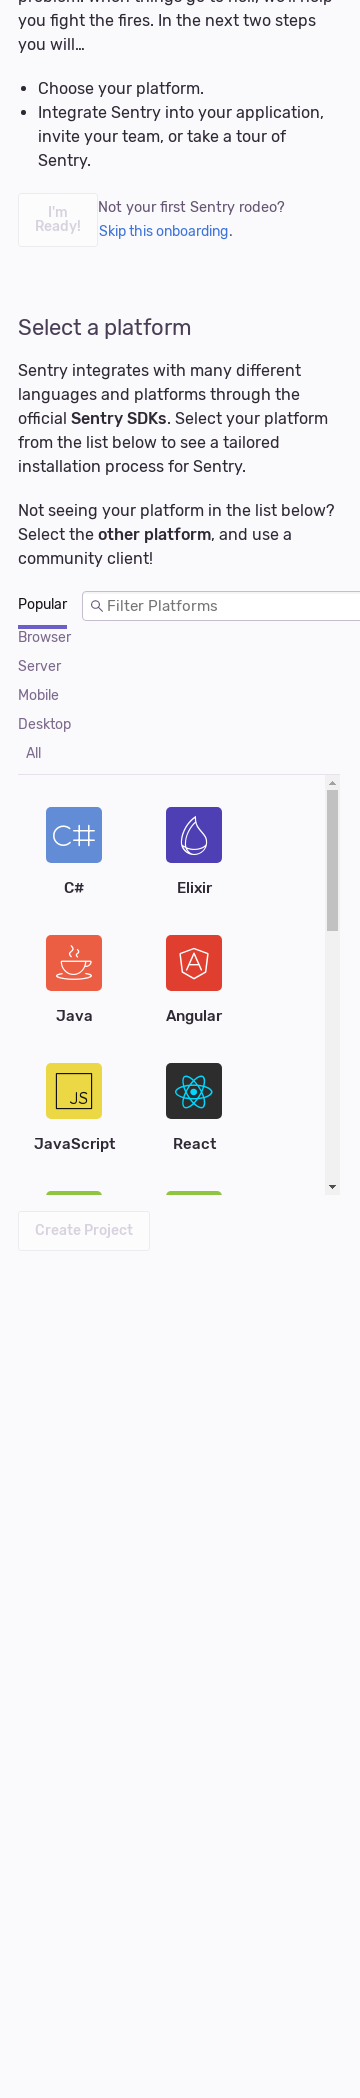 you fight the fires. In the next two steps
you will…
Choose your platform.
Integrate Sentry into your application,
invite your team, or take a tour of
Sentry.
I'm
Ready!
Not your first Sentry rodeo?
Skip this onboarding.
Select a platform
Sentry integrates with many different
languages and platforms through the
official Sentry SDKs. Select your platform
from the list below to see a tailored
installation process for Sentry.
Not seeing your platform in the list below?
Select the other platform, and use a
community client!
Popular
Filter Platforms
Browser
Server
Mobile
Desktop
All
C#
C#
Elixir
Java
Angular
JS
JavaScript
React
Create Project